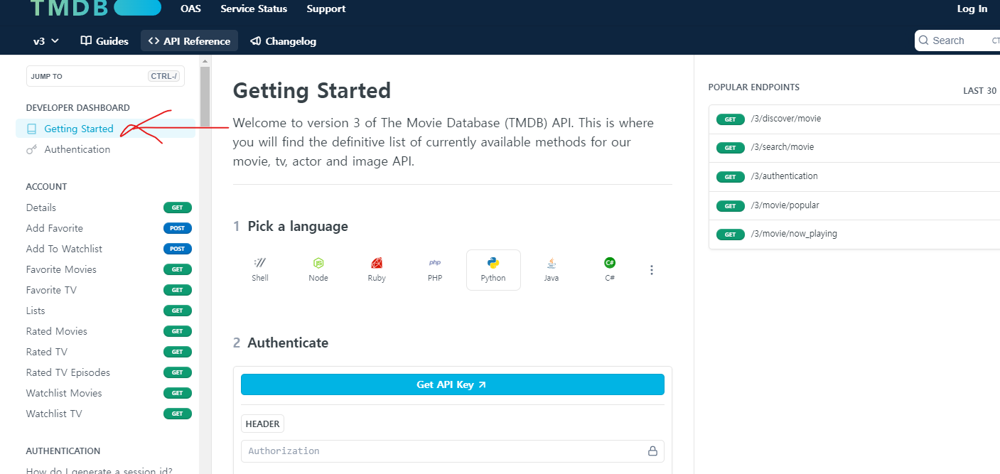 TMDB
OAS
Service Status
Support
Log In
v3
Guides
<> API Reference
Changelog
Search
JUMP TO
CTRL-/
DEVELOPER DASHBOARD
Getting Started
Authentication
ACCOUNT
Details GET
Add Favorite POST
Add To Watchlist POST
Favorite Movies GET
Favorite TV GET
Lists GET
Rated Movies GET
Rated TV GET
Rated TV Episodes GET
Watchlist Movies GET
Watchlist TV GET
AUTHENTICATION
How do I generate a session id?
Getting Started
Welcome to version 3 of The Movie Database (TMDB) API. This is where
you will find the definitive list of currently available methods for our
movie, tv, actor and image API.
1 Pick a language
Shell
Node
Ruby
php
PHP
Python
Java
C#
C#
2 Authenticate
Get API Key
HEADER
Authorization
POPULAR ENDPOINTS
LAST 30
GET /3/discover/movie
GET /3/search/movie
GET /3/authentication
GET /3/movie/popular
GET /3/movie/now_playing